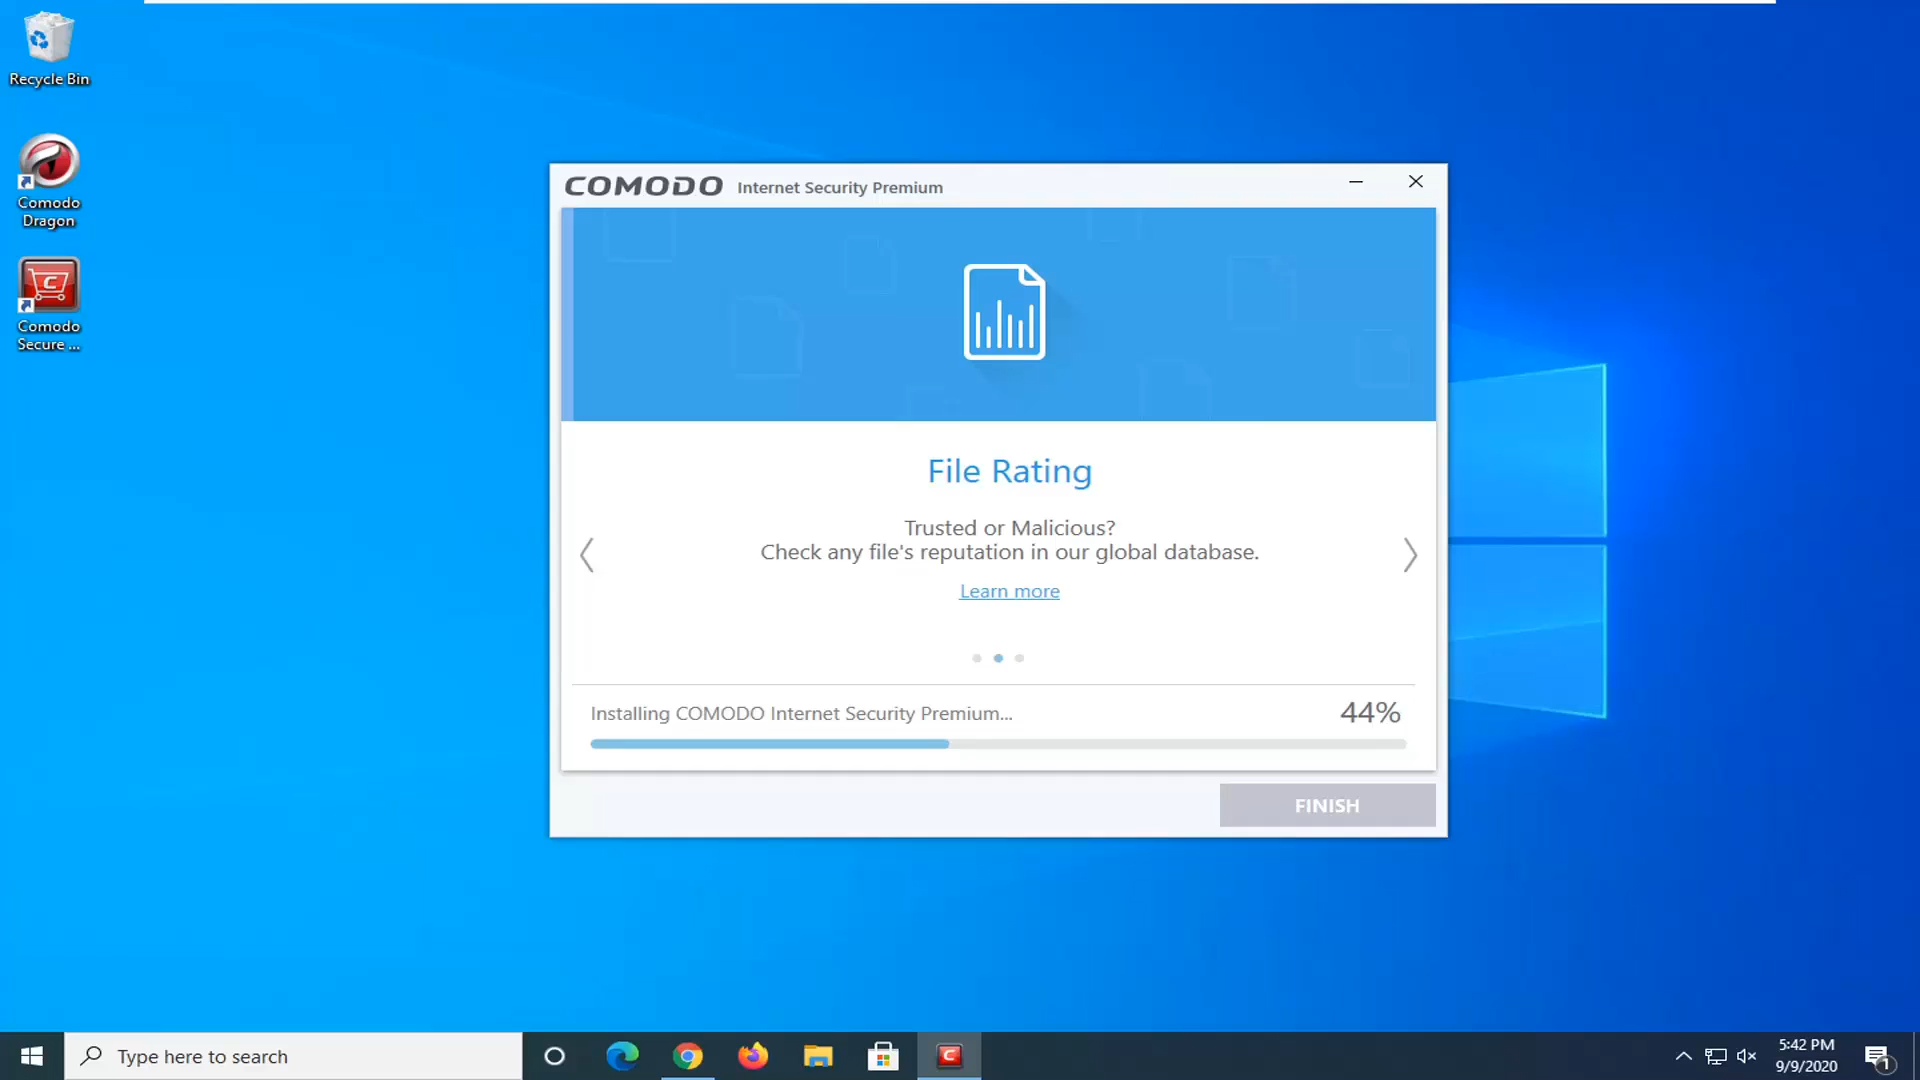 Recycle Bin
Comodo
Dragon
Comodo
Secure ...
COMODO Internet Security Premium
File Rating
Trusted or Malicious?
Check any file's reputation in our global database.
Learn more
Installing COMODO Internet Security Premium... 44%
FINISH
Type here to search
5:42 PM
9/9/2020
1